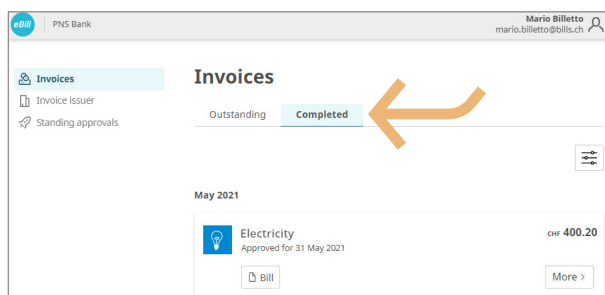 eBill
PNS Bank
Mario Billetto
mario.billetto@bills.ch
Invoices
Invoice issuer
Standing approvals
Invoices
Outstanding
Completed
May 2021
Electricity
CHF 400.20
Approved for 31 May 2021
Bill
More >